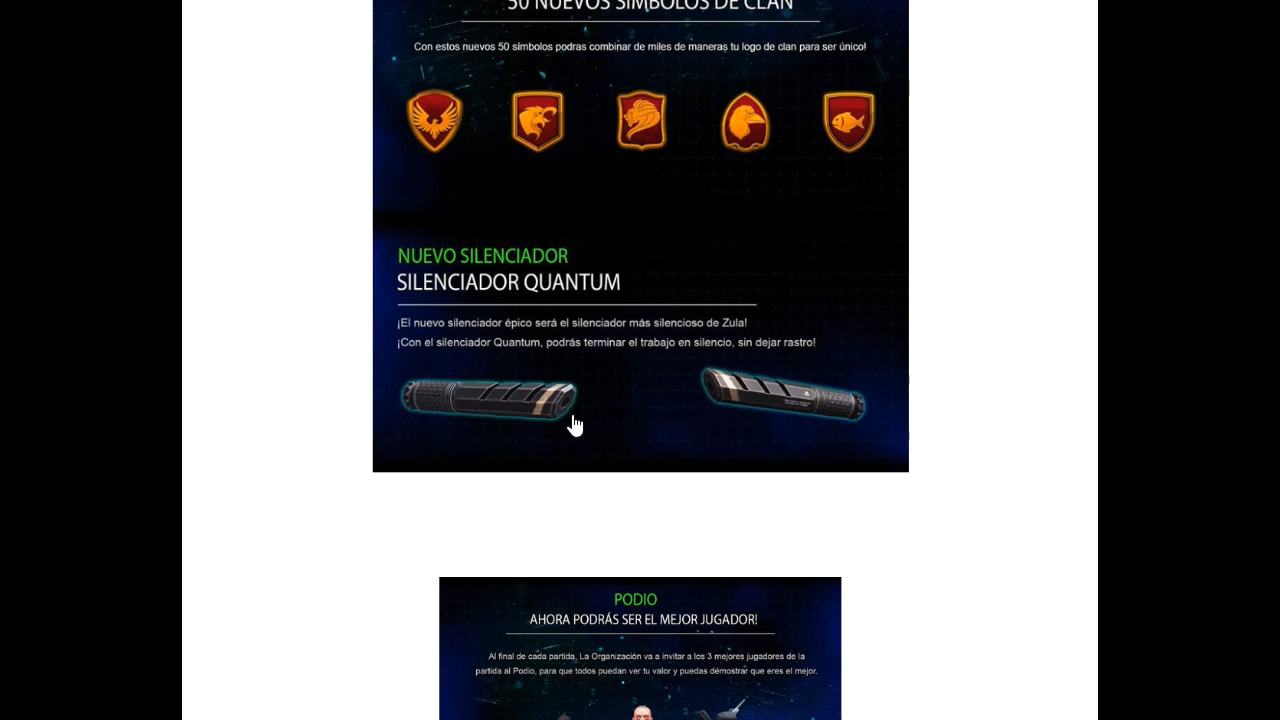 50 NUEVOS SÍMBOLOS DE CLAN
Con estos nuevos 50 símbolos podras combinar de miles de maneras tu logo de clan para ser único!
NUEVO SILENCIADOR
SILENCIADOR QUANTUM
¡El nuevo silenciador épico será el silenciador más silencioso de Zula!
¡Con el silenciador Quantum, podrás terminar el trabajo en silencio, sin dejar rastro!
PODIO
AHORA PODRÁS SER EL MEJOR JUGADOR!
Al final de cada partida, La Organización va a invitar a los 3 mejores jugadores de la
partida al Podio, para que todos puedan ver tu valor y puedas démostrar que eres el mejor.